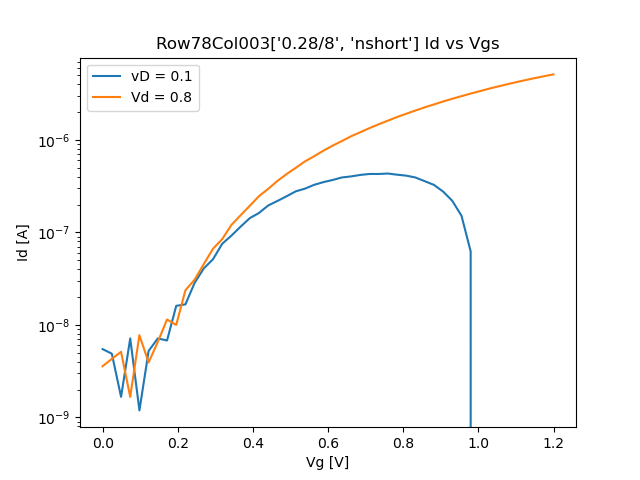 Row78Col003['0.28/8', 'nshort'] Id vs Vgs
vD = 0.1
Vd = 0.8
10⁻⁶
10⁻⁷
10⁻⁸
10⁻⁹
Id [A]
0.0 0.2 0.4 0.6 0.8 1.0 1.2
Vg [V]